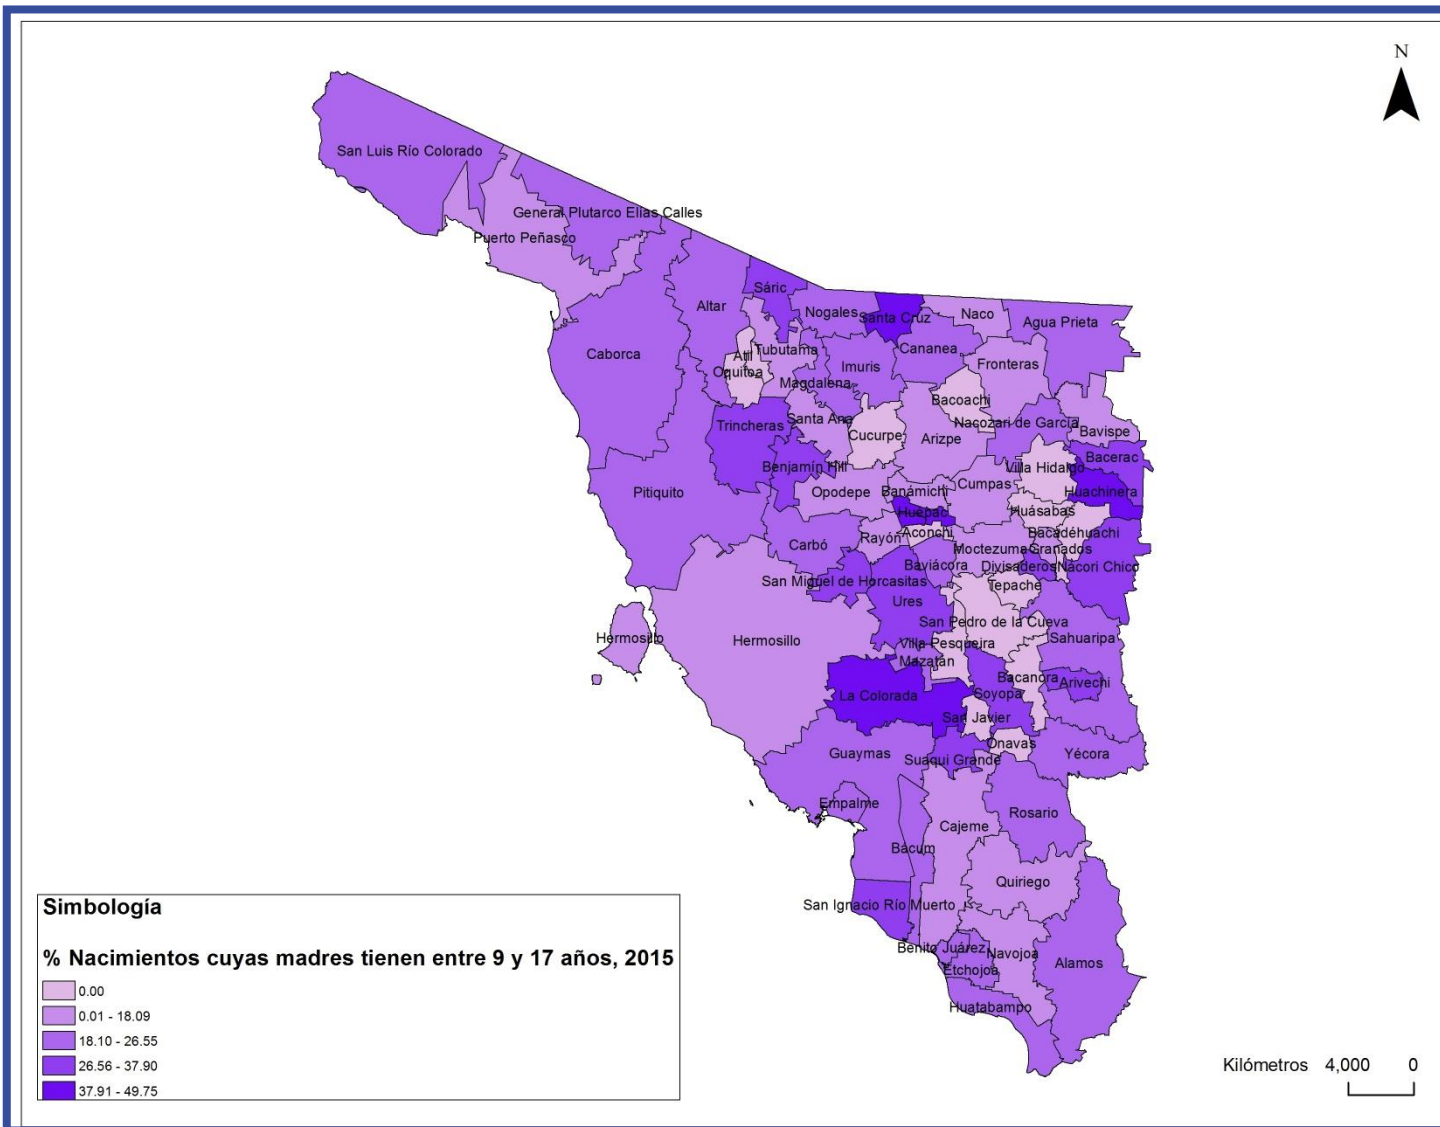 N
San Luis Río Colorado
General Plutarco Elías Calles
Puerto Peñasco
Sáric
Altar
Nogales
Santa Cruz
Naco
Agua Prieta
Caborca
Atil
Tubutama
Imuris
Cananea
Fronteras
Oquitoa
Magdalena
Bacoachi
Trincheras
Santa Ana
Cucurpe
Arizpe
Nacozari de García
Bavispe
Benjamín Hill
Villa Hidalgo
Bacerac
Pitiquito
Opodepe
Banámichi
Cumpas
Huachinera
Huépac
Huásabas
Carbó
Rayón
Aconchi
Bacadéhuachi
Baviácora
Moctezuma
Granados
San Miguel de Horcasitas
Divisaderos
Nácori Chico
Ures
Tepache
San Pedro de la Cueva
Hermosillo
Hermosillo
Villa Pesqueira
Sahuaripa
Mazatán
Bacanora
Arivechi
La Colorada
Soyopa
San Javier
Guaymas
Suaqui Grande
Onavas
Yécora
Empalme
Cajeme
Rosario
Bácum
Quiriego
San Ignacio Río Muerto
Benito Juárez
Navojoa
Etchojoa
Alamos
Huatabampo
Simbología
% Nacimientos cuyas madres tienen entre 9 y 17 años, 2015
0.00
0.01 - 18.09
18.10 - 26.55
26.56 - 37.90
37.91 - 49.75
Kilómetros 4,000 0